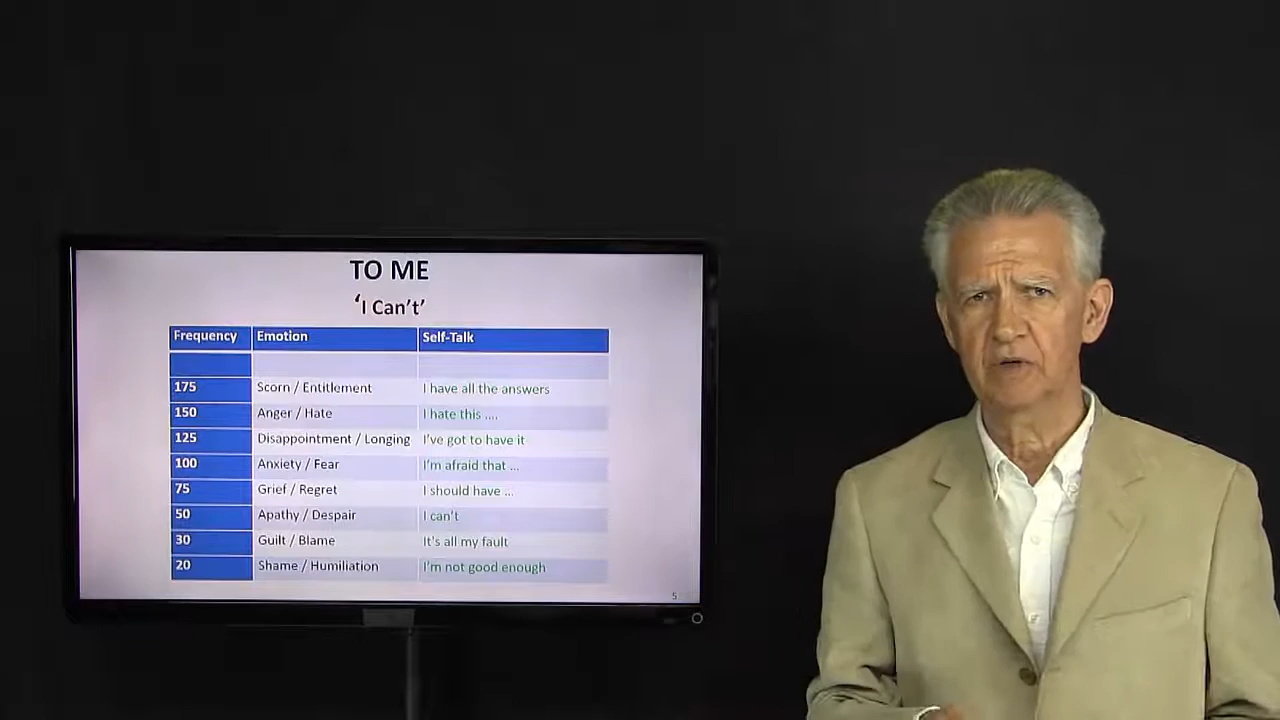 TO ME
‘I Can’t’
Frequency Emotion Self-Talk
175 Scorn / Entitlement I have all the answers
150 Anger / Hate I hate this ....
125 Disappointment / Longing I’ve got to have it
100 Anxiety / Fear I’m afraid that ...
75 Grief / Regret I should have ...
50 Apathy / Despair I can’t
30 Guilt / Blame It’s all my fault
20 Shame / Humiliation I’m not good enough
5